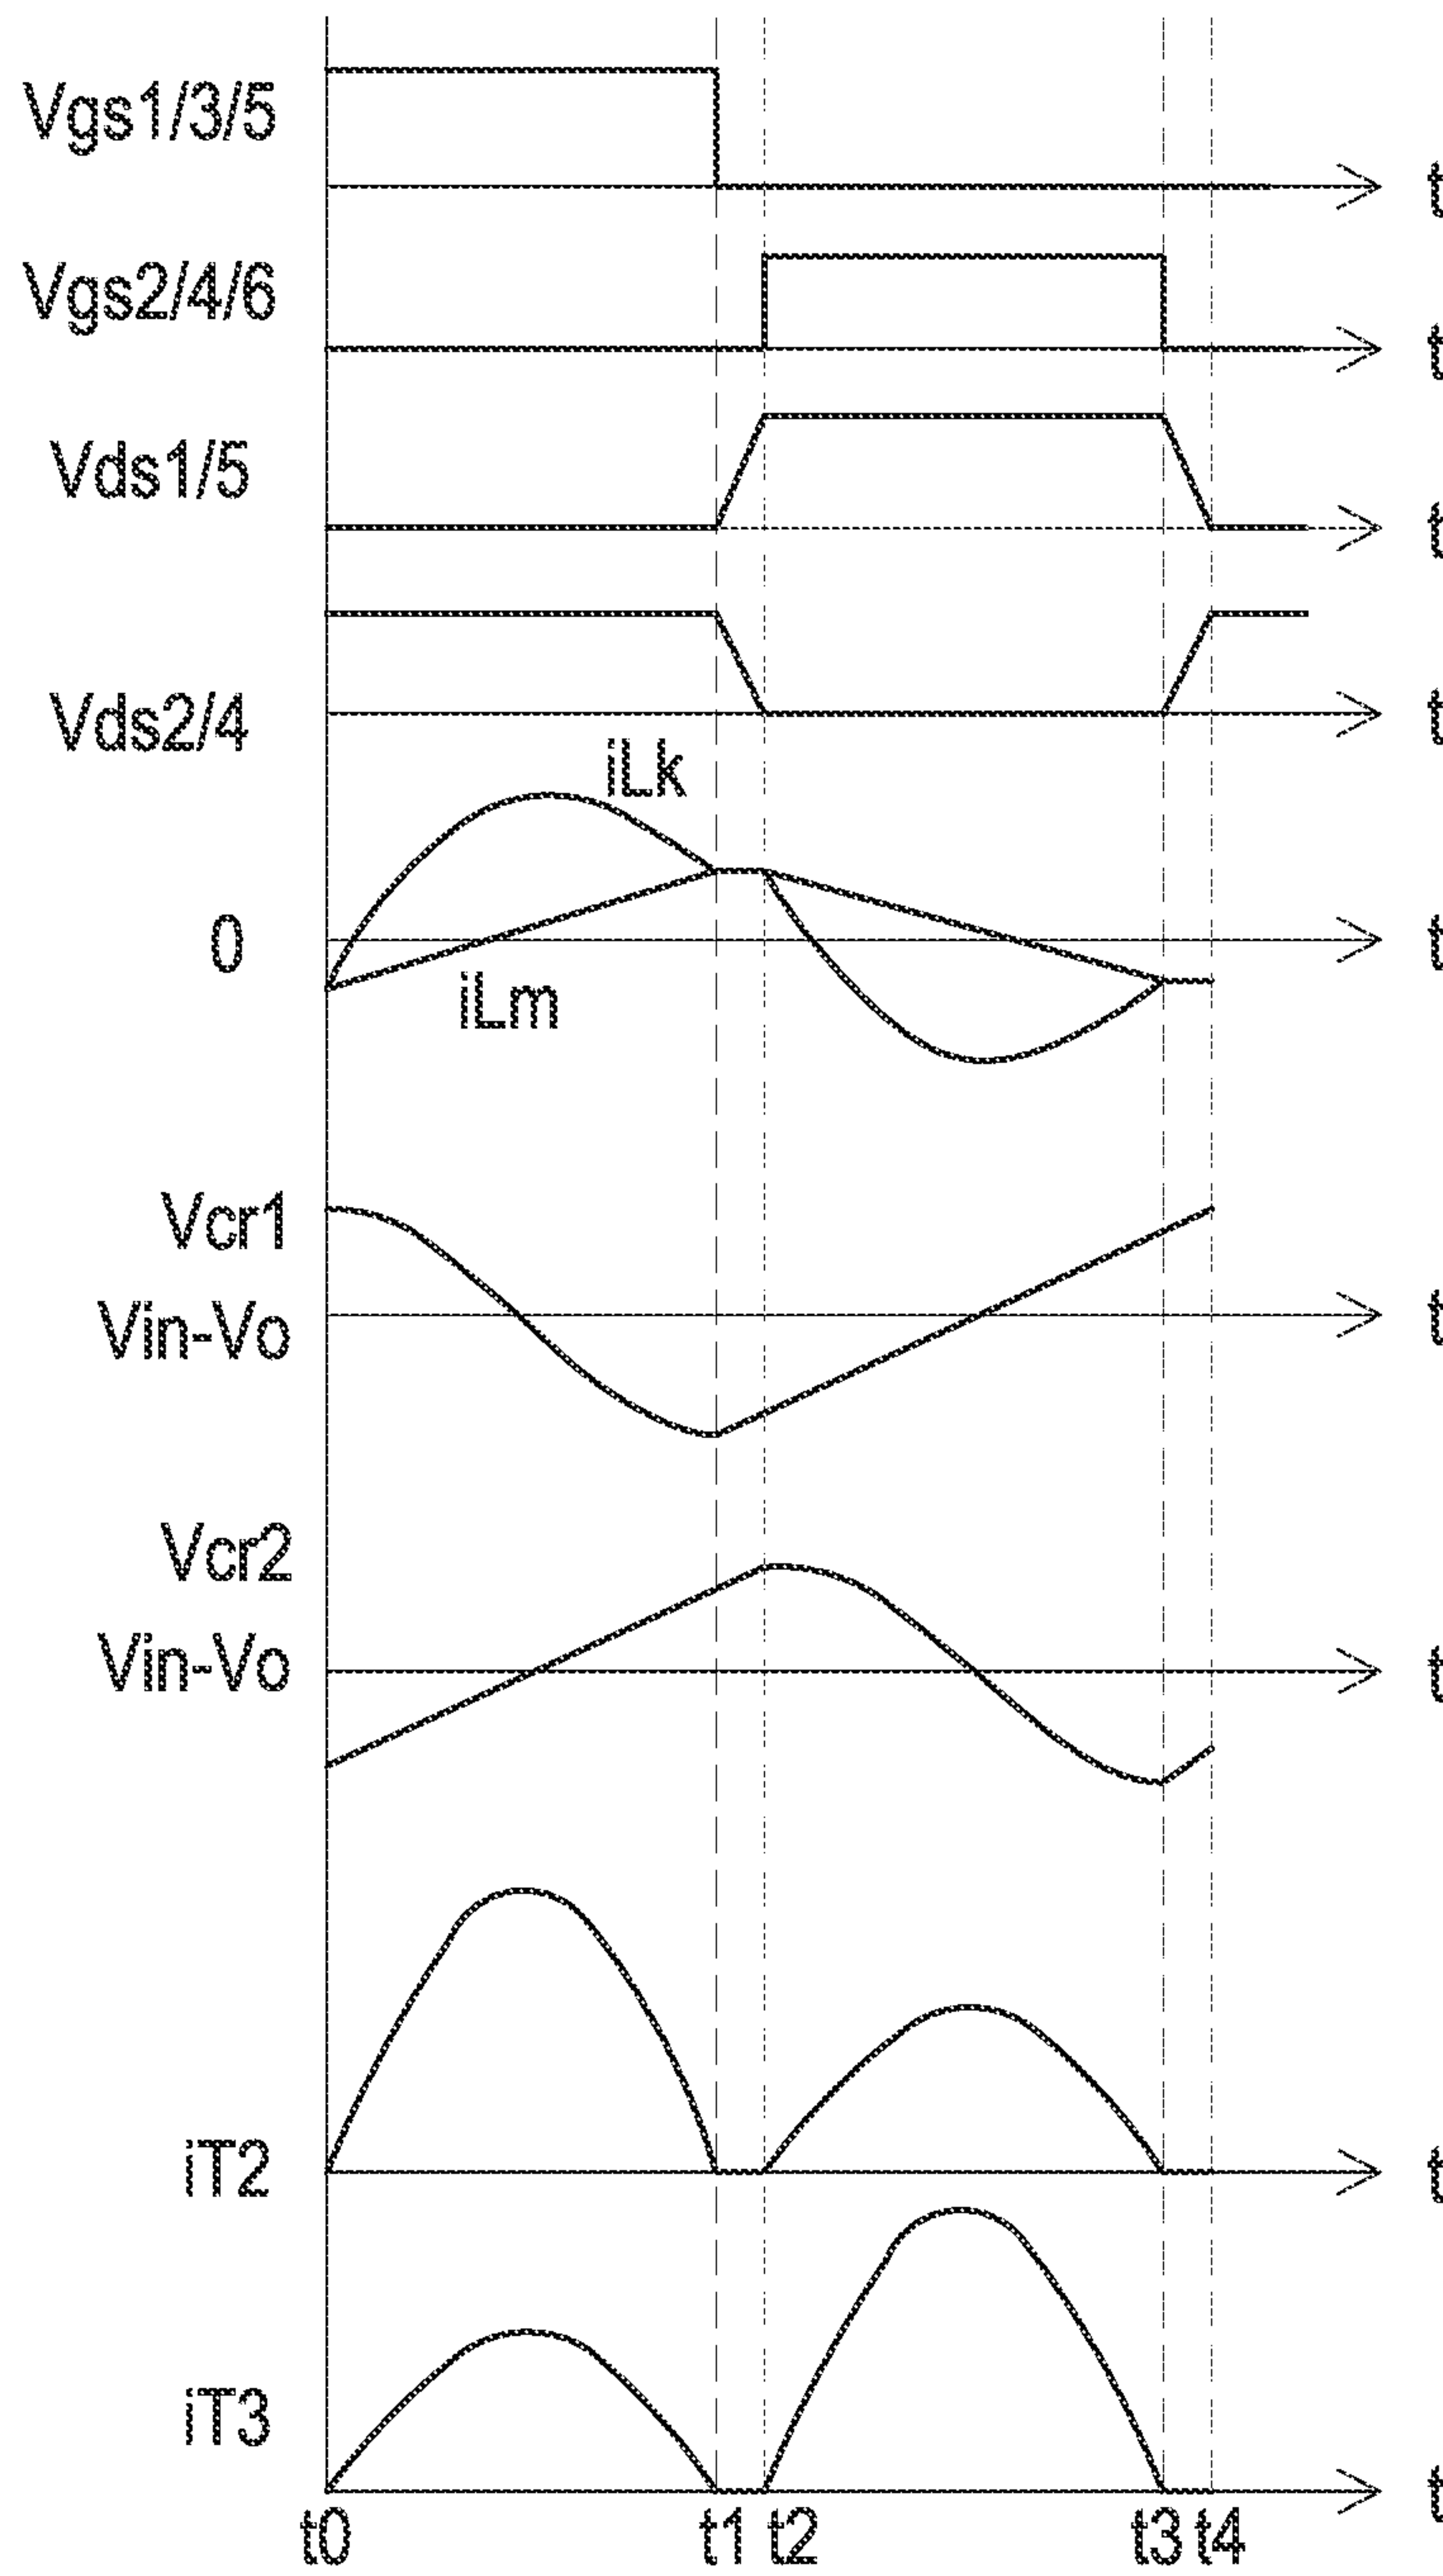 Vgs1/3/5
t
Vgs2/4/6
t
Vds1/5
t
t
Vds2/4
iLk
0
t
iLm
Vcr1
Vin-Vo
t
Vcr2
Vin-Vo
t
iT2
t
iT3
t
t0 t1 t2 t3 t4